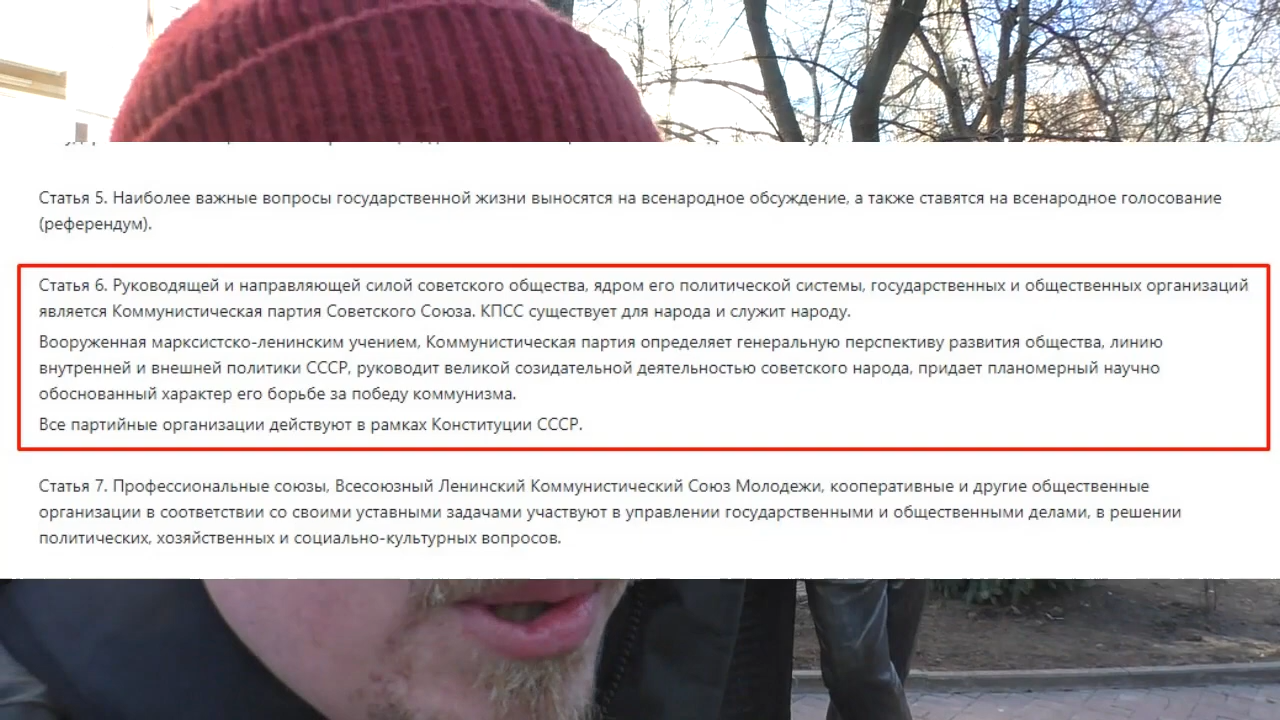 Статья 5. Наиболее важные вопросы государственной жизни выносятся на всенародное обсуждение, а также ставятся на всенародное голосование
(референдум).
Статья 6. Руководящей и направляющей силой советского общества, ядром его политической системы, государственных и общественных организаций
является Коммунистическая партия Советского Союза. КПСС существует для народа и служит народу.
Вооруженная марксистско-ленинским учением, Коммунистическая партия определяет генеральную перспективу развития общества, линию
внутренней и внешней политики СССР, руководит великой созидательной деятельностью советского народа, придает планомерный научно
обоснованный характер его борьбе за победу коммунизма.
Все партийные организации действуют в рамках Конституции СССР.
Статья 7. Профессиональные союзы, Всесоюзный Ленинский Коммунистический Союз Молодежи, кооперативные и другие общественные
организации в соответствии со своими уставными задачами участвуют в управлении государственными и общественными делами, в решении
политических, хозяйственных и социально-культурных вопросов.